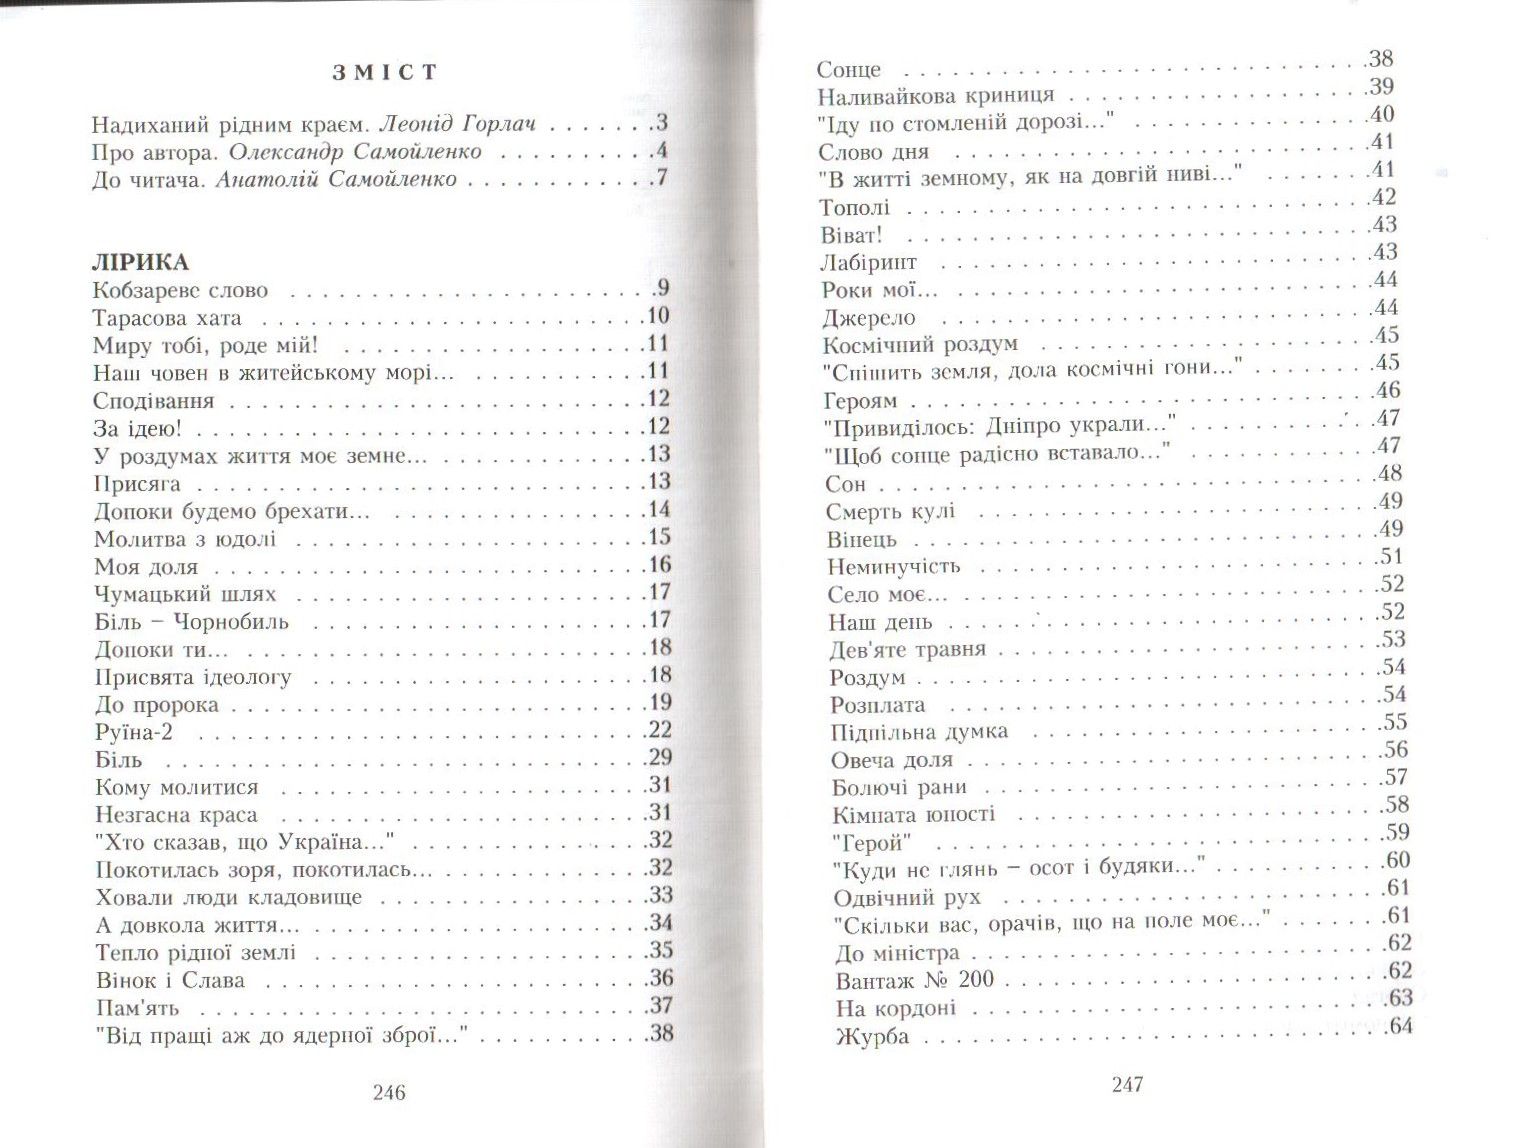 ЗМІСТ
Надиханий рідним краєм. Леонід Горлач . . . . . . .3
Про автора. Олександр Самойленко . . . . . . . . . .4
До читача. Анатолій Самойленко . . . . . . . . . . . .7
ЛІРИКА
Кобзареве слово . . . . . . . . . . . . . . . . . . . . . . .9
Тарасова хата . . . . . . . . . . . . . . . . . . . . . . . .10
Миру тобі, роде мій! . . . . . . . . . . . . . . . . . . .11
Наш човен в житейському морі... . . . . . . . . . . .11
Сподівання . . . . . . . . . . . . . . . . . . . . . . . . . .12
За ідею! . . . . . . . . . . . . . . . . . . . . . . . . . . . .12
У роздумах життя моє земне... . . . . . . . . . . . . .13
Присяга . . . . . . . . . . . . . . . . . . . . . . . . . . . .13
Допоки будемо брехати... . . . . . . . . . . . . . . . .14
Молитва з юдолі . . . . . . . . . . . . . . . . . . . . . .15
Моя доля . . . . . . . . . . . . . . . . . . . . . . . . . . .16
Чумацький шлях . . . . . . . . . . . . . . . . . . . . . .17
Біль – Чорнобиль . . . . . . . . . . . . . . . . . . . . .17
Допоки ти... . . . . . . . . . . . . . . . . . . . . . . . . .18
Присвята ідеологу . . . . . . . . . . . . . . . . . . . . .18
До пророка . . . . . . . . . . . . . . . . . . . . . . . . . .19
Руїна-2 . . . . . . . . . . . . . . . . . . . . . . . . . . . .22
Біль . . . . . . . . . . . . . . . . . . . . . . . . . . . . . .29
Кому молитися . . . . . . . . . . . . . . . . . . . . . . .31
Незгасна краса . . . . . . . . . . . . . . . . . . . . . . .31
"Хто сказав, що Україна..." . . . . . . . . . . . . . . .32
Покотилась зоря, покотилась... . . . . . . . . . . . . .32
Ховали люди кладовище . . . . . . . . . . . . . . . . .33
А довкола життя... . . . . . . . . . . . . . . . . . . . . .34
Тепло рідної землі . . . . . . . . . . . . . . . . . . . . .35
Вінок і Слава . . . . . . . . . . . . . . . . . . . . . . . .36
Пам'ять . . . . . . . . . . . . . . . . . . . . . . . . . . . .37
"Від пращі аж до ядерної зброї..." . . . . . . . . . . .38
246
Сонце . . . . . . . . . . . . . . . . . . . . . . . . . . . . .38
Наливайкова криниця . . . . . . . . . . . . . . . . . . .39
"Іду по стомленій дорозі..." . . . . . . . . . . . . . . .40
Слово дня . . . . . . . . . . . . . . . . . . . . . . . . . .41
"В житті земному, як на довгій ниві..." . . . . . . .41
Тополі . . . . . . . . . . . . . . . . . . . . . . . . . . . . .42
Віват! . . . . . . . . . . . . . . . . . . . . . . . . . . . . .43
Лабіринт . . . . . . . . . . . . . . . . . . . . . . . . . . .43
Роки мої... . . . . . . . . . . . . . . . . . . . . . . . . . .44
Джерело . . . . . . . . . . . . . . . . . . . . . . . . . . .44
Космічний роздум . . . . . . . . . . . . . . . . . . . . .45
"Спішить земля, дола космічні гони..." . . . . . . . .45
Героям . . . . . . . . . . . . . . . . . . . . . . . . . . . . .46
"Привиділось: Дніпро украли..." . . . . . . . . . . . .47
"Щоб сонце радісно вставало..." . . . . . . . . . . . .47
Сон . . . . . . . . . . . . . . . . . . . . . . . . . . . . . . .48
Смерть кулі . . . . . . . . . . . . . . . . . . . . . . . . .49
Вінець . . . . . . . . . . . . . . . . . . . . . . . . . . . . .49
Неминучість . . . . . . . . . . . . . . . . . . . . . . . . .51
Село моє... . . . . . . . . . . . . . . . . . . . . . . . . . .52
Наш день . . . . . . . . . . . . . . . . . . . . . . . . . . .52
Дев'яте травня . . . . . . . . . . . . . . . . . . . . . . . .53
Роздум . . . . . . . . . . . . . . . . . . . . . . . . . . . . .54
Розплата . . . . . . . . . . . . . . . . . . . . . . . . . . .54
Підпільна думка . . . . . . . . . . . . . . . . . . . . . .55
Овеча доля . . . . . . . . . . . . . . . . . . . . . . . . . .56
Болючі рани . . . . . . . . . . . . . . . . . . . . . . . . .57
Кімната юності . . . . . . . . . . . . . . . . . . . . . . .58
"Герой" . . . . . . . . . . . . . . . . . . . . . . . . . . . .59
"Куди не глянь – осот і будяки..." . . . . . . . . . . .60
Одвічний рух . . . . . . . . . . . . . . . . . . . . . . . .61
"Скільки вас, орачів, що на поле моє..." . . . . . . .61
До міністра . . . . . . . . . . . . . . . . . . . . . . . . . .62
Вантаж № 200 . . . . . . . . . . . . . . . . . . . . . . . .62
На кордоні . . . . . . . . . . . . . . . . . . . . . . . . . .63
Журба . . . . . . . . . . . . . . . . . . . . . . . . . . . . .64
247